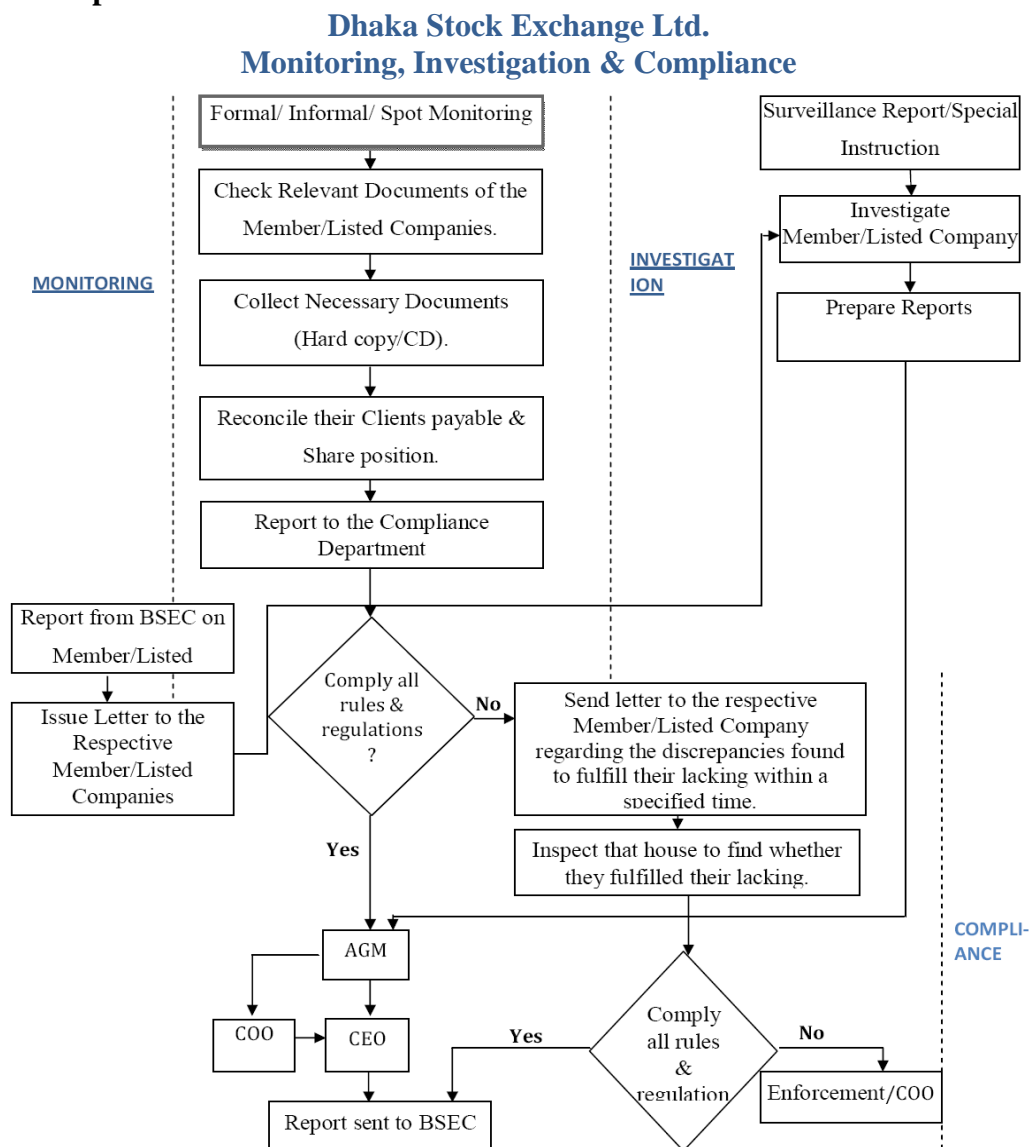 Dhaka Stock Exchange Ltd.
Monitoring, Investigation & Compliance
Formal/ Informal/ Spot Monitoring
Surveillance Report/Special
Instruction
Check Relevant Documents of the
Member/Listed Companies.
Investigate
Member/Listed Company
MONITORING
INVESTIGAT
ION
Collect Necessary Documents
(Hard copy/CD).
Prepare Reports
Reconcile their Clients payable &
Share position.
Report to the Compliance
Department
Report from BSEC on
Member/Listed
Issue Letter to the
Respective
Member/Listed
Companies
Comply all
rules &
regulations
?
No
Send letter to the respective
Member/Listed Company
regarding the discrepancies found
to fulfill their lacking within a
specified time.
Yes
Inspect that house to find whether
they fulfilled their lacking.
COMPLI-
ANCE
AGM
COO
CEO
Yes
Comply
all rules
&
regulation
No
Enforcement/COO
Report sent to BSEC